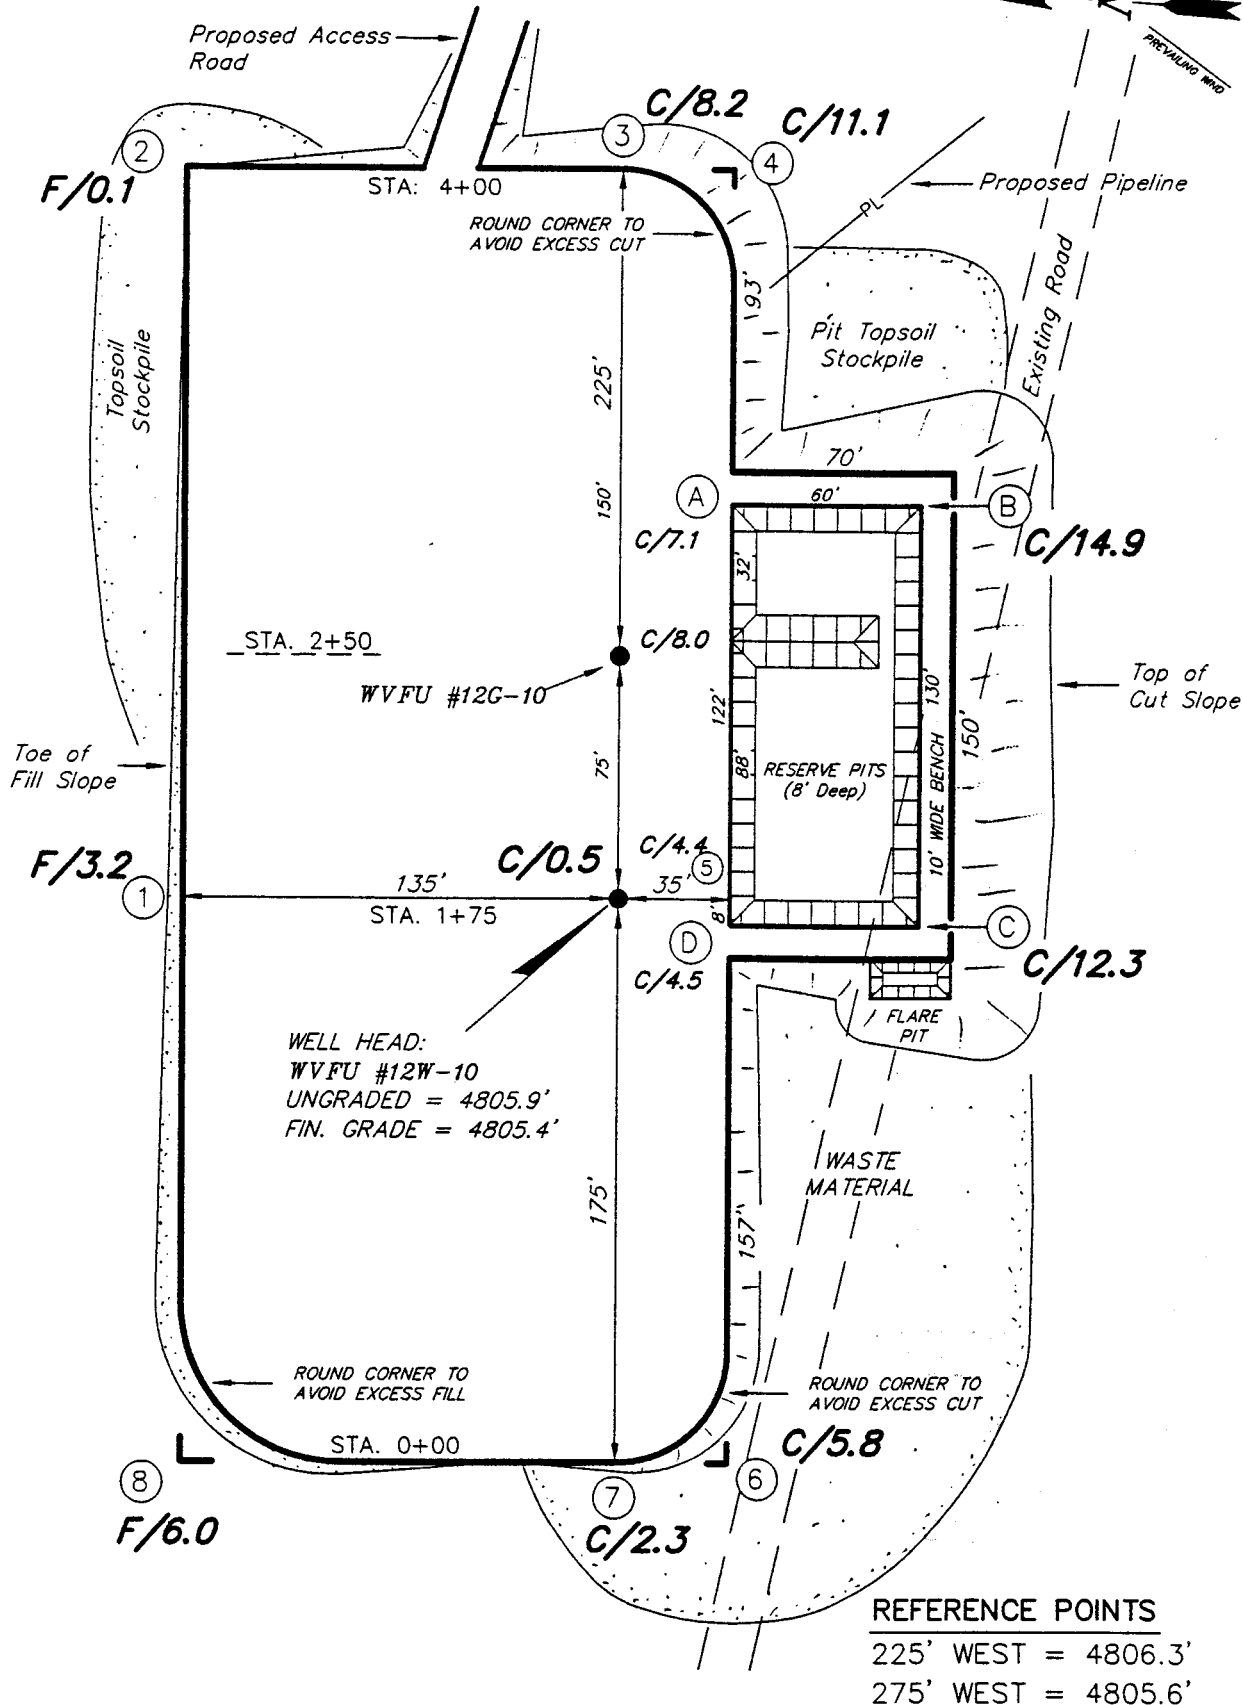 PREVAILING WIND
Proposed Access
Road
C/8.2
3
C/11.1
4
2
F/0.1
STA: 4+00
Proposed Pipeline
PL
ROUND CORNER TO
AVOID EXCESS CUT
93'
Existing Road
Topsoil
Stockpile
Pit Topsoil
Stockpile
225'
70'
60'
A
150'
B
C/7.1
C/14.9
32'
STA. 2+50
C/8.0
WVFU #12G-10
Top of
Cut Slope
122'
130'
150'
Toe of
Fill Slope
75'
88'
RESERVE PITS
(8' Deep)
10' WIDE BENCH
F/3.2
C/0.5
C/4.4
5
1
135'
35'
STA. 1+75
8'
D
C
C/4.5
C/12.3
FLARE
PIT
WELL HEAD:
WVFU #12W-10
UNGRADED = 4805.9'
FIN. GRADE = 4805.4'
WASTE
MATERIAL
175'
157'
ROUND CORNER TO
AVOID EXCESS FILL
ROUND CORNER TO
AVOID EXCESS CUT
STA. 0+00
C/5.8
8
7
6
F/6.0
C/2.3
REFERENCE POINTS
225' WEST = 4806.3'
275' WEST = 4805.6'